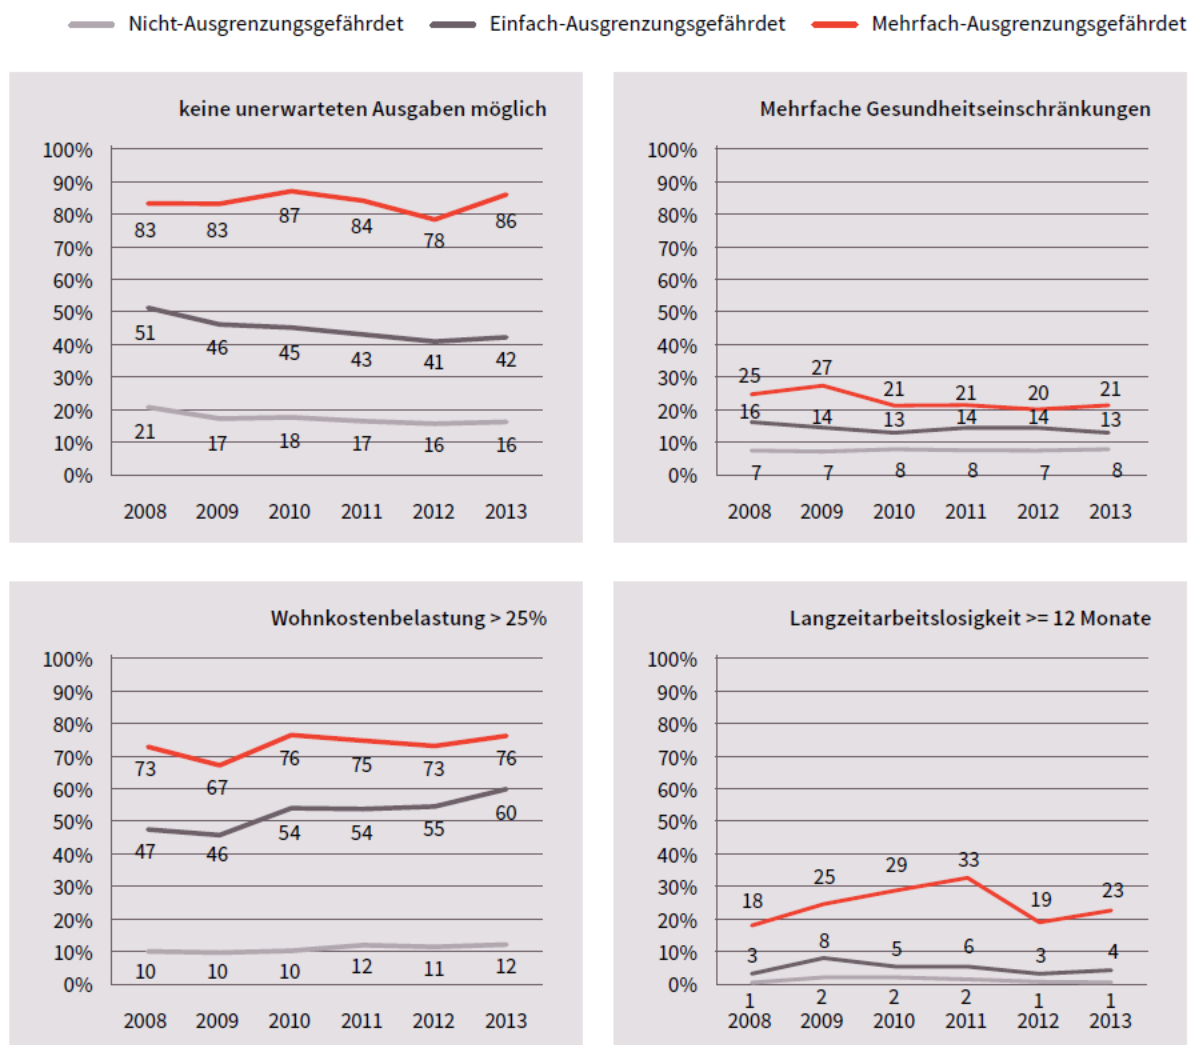 Nicht-Ausgrenzungsgefährdet Einfach-Ausgrenzungsgefährdet Mehrfach-Ausgrenzungsgefährdet
keine unerwarteten Ausgaben möglich
100%
90%
80%
70%
60%
50%
40%
30%
20%
10%
0%
83 83 87 84 78 86
51 46 45 43 41 42
21 17 18 17 16 16
2008 2009 2010 2011 2012 2013
Mehrfache Gesundheitseinschränkungen
100%
90%
80%
70%
60%
50%
40%
30%
20%
10%
0%
25 27 21 21 20 21
16 14 13 14 14 13
7 7 8 8 7 8
2008 2009 2010 2011 2012 2013
Wohnkostenbelastung > 25%
100%
90%
80%
70%
60%
50%
40%
30%
20%
10%
0%
73 67 76 75 73 76
47 46 54 54 55 60
10 10 10 12 11 12
2008 2009 2010 2011 2012 2013
Langzeitarbeitslosigkeit >= 12 Monate
100%
90%
80%
70%
60%
50%
40%
30%
20%
10%
0%
18 25 29 33 19 23
3 8 5 6 3 4
1 2 2 2 1 1
2008 2009 2010 2011 2012 2013